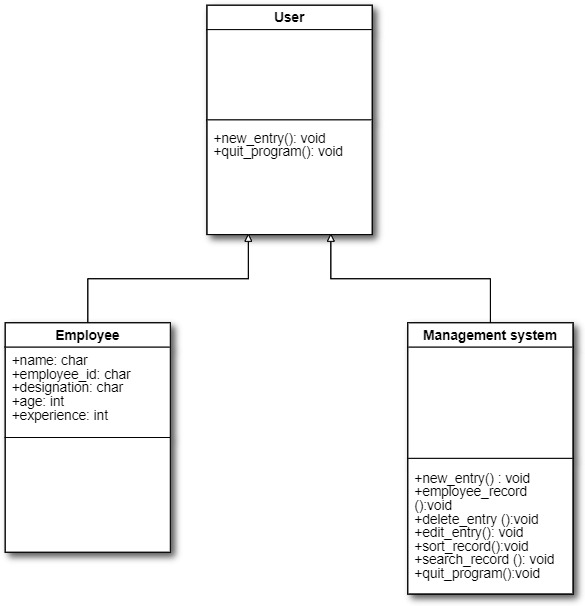 User
+new_entry(): void
+quit_program(): void
Employee
+name: char
+employee_id: char
+designation: char
+age: int
+experience: int
Management system
+new_entry() : void
+employee_record
():void
+delete_entry ():void
+edit_entry(): void
+sort_record():void
+search_record (): void
+quit_program():void